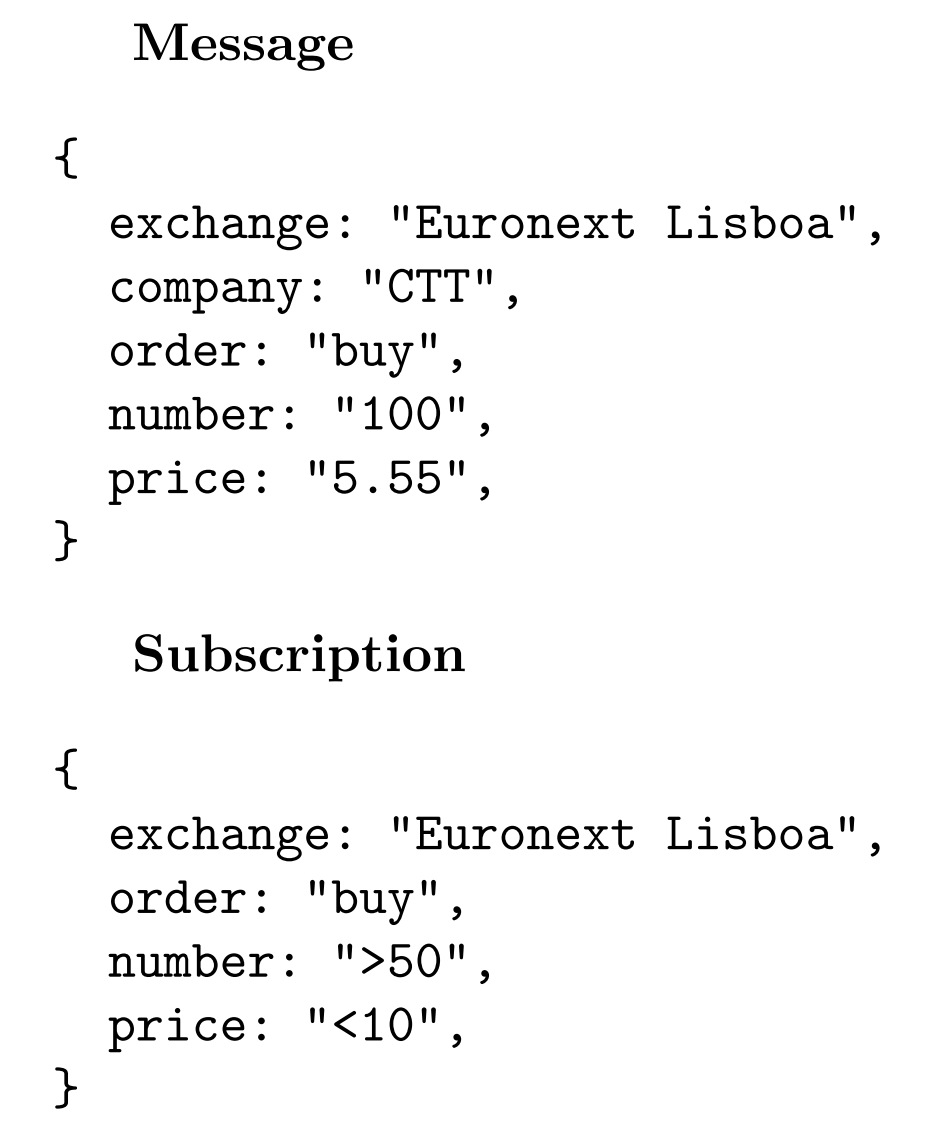 Message
{
exchange: "Euronext Lisboa",
company: "CTT",
order: "buy",
number: "100",
price: "5.55",
}
Subscription
{
exchange: "Euronext Lisboa",
order: "buy",
number: ">50",
price: "<10",
}